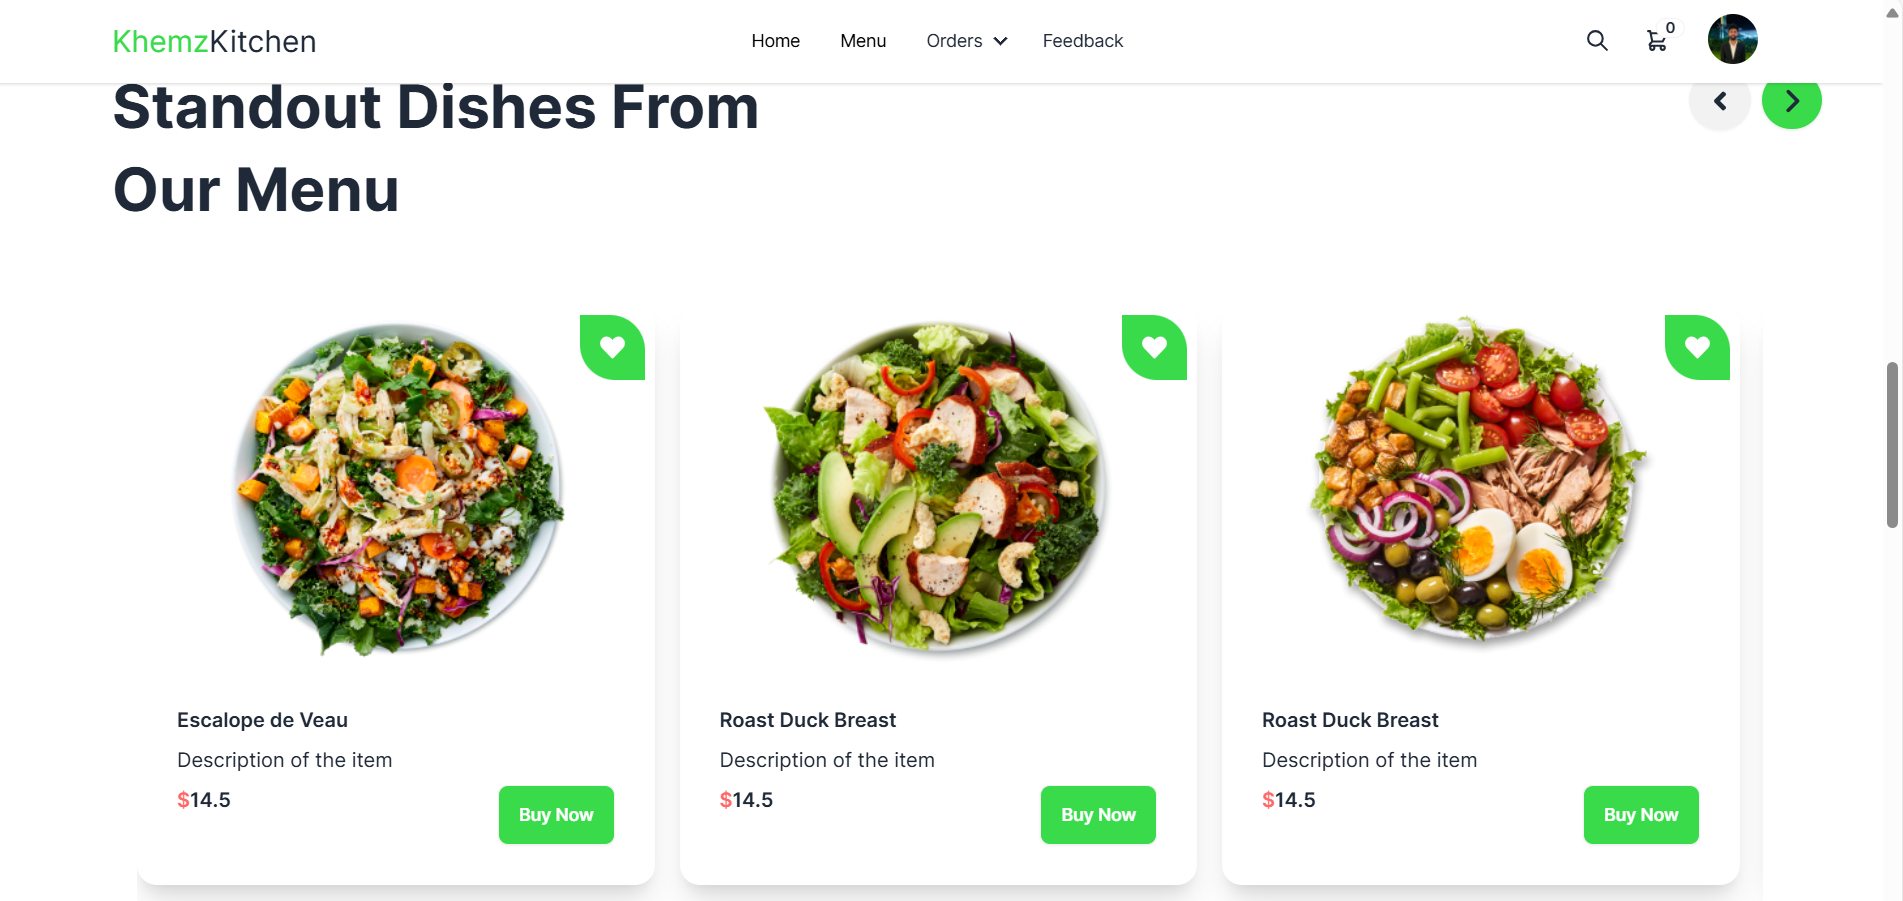 KhemzKitchen
Home Menu Orders Feedback
0
Standout Dishes From
Our Menu
Escalope de Veau
Description of the item
$14.5
Buy Now
Roast Duck Breast
Description of the item
$14.5
Buy Now
Roast Duck Breast
Description of the item
$14.5
Buy Now